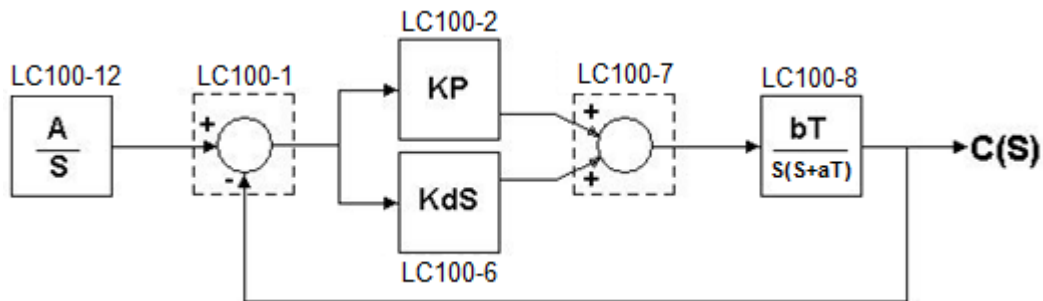 LC100-2
LC100-12
LC100-1
LC100-7
LC100-8
KP
A
S
+
-
+
+
bT
S(S+aT)
C(S)
KdS
LC100-6